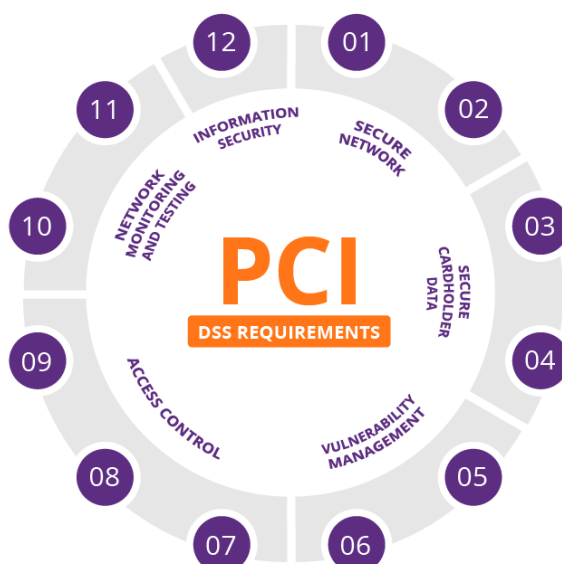 12
01
11
02
INFORMATION
SECURITY
SECURE
NETWORK
NETWORK
MONITORING
AND TESTING
10
03
PCI
DSS REQUIREMENTS
SECURE
CARDHOLDER
DATA
09
04
ACCESS CONTROL
VULNERABILITY
MANAGEMENT
08
05
07
06